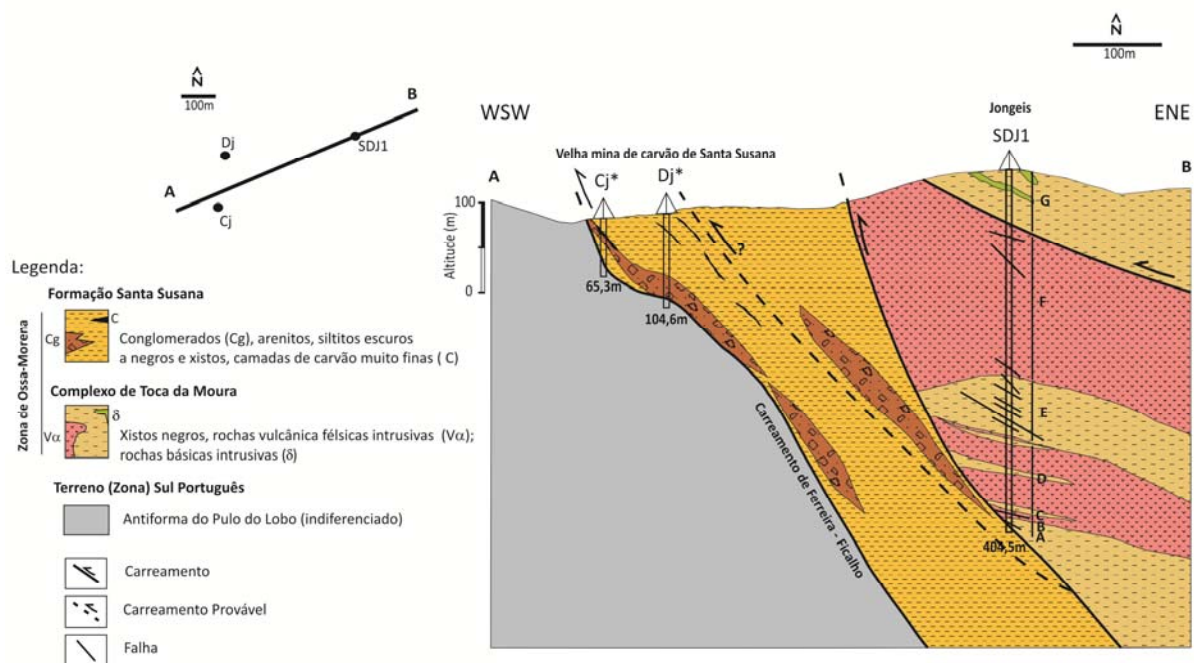 N
100m
B
Dj
SDJ1
A
Cj
Legenda:
Formação Santa Susana
C
Cg
Conglomerados (Cg), arenitos, siltitos escuros
a negros e xistos, camadas de carvão muito finas ( C)
Zona de Ossa-Morena
Complexo de Toca da Moura
δ
Vα
Xistos negros, rochas vulcânica félsicas intrusivas (Vα);
rochas básicas intrusivas (δ)
Terreno (Zona) Sul Português
Antiforma do Pulo do Lobo (indiferenciado)
Carreamento
Carreamento Provável
Falha
N
100m
WSW
Jongeis
ENE
SDJ1
Velha mina de carvão de Santa Susana
A
Cj*
Dj*
B
100
0
Altituce (m)
?
65,3m
104,6m
Carreamento de Ferreira - Ficalho
G
F
E
D
C
B
A
404,5m